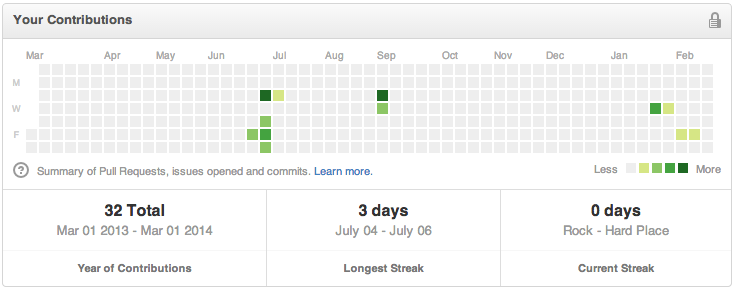 Your Contributions
Mar Apr May Jun Jul Aug Sep Oct Nov Dec Jan Feb
M
W
F
Summary of Pull Requests, issues opened and commits. Learn more.
Less More
32 Total 3 days 0 days
Mar 01 2013 - Mar 01 2014 July 04 - July 06 Rock - Hard Place
Year of Contributions Longest Streak Current Streak